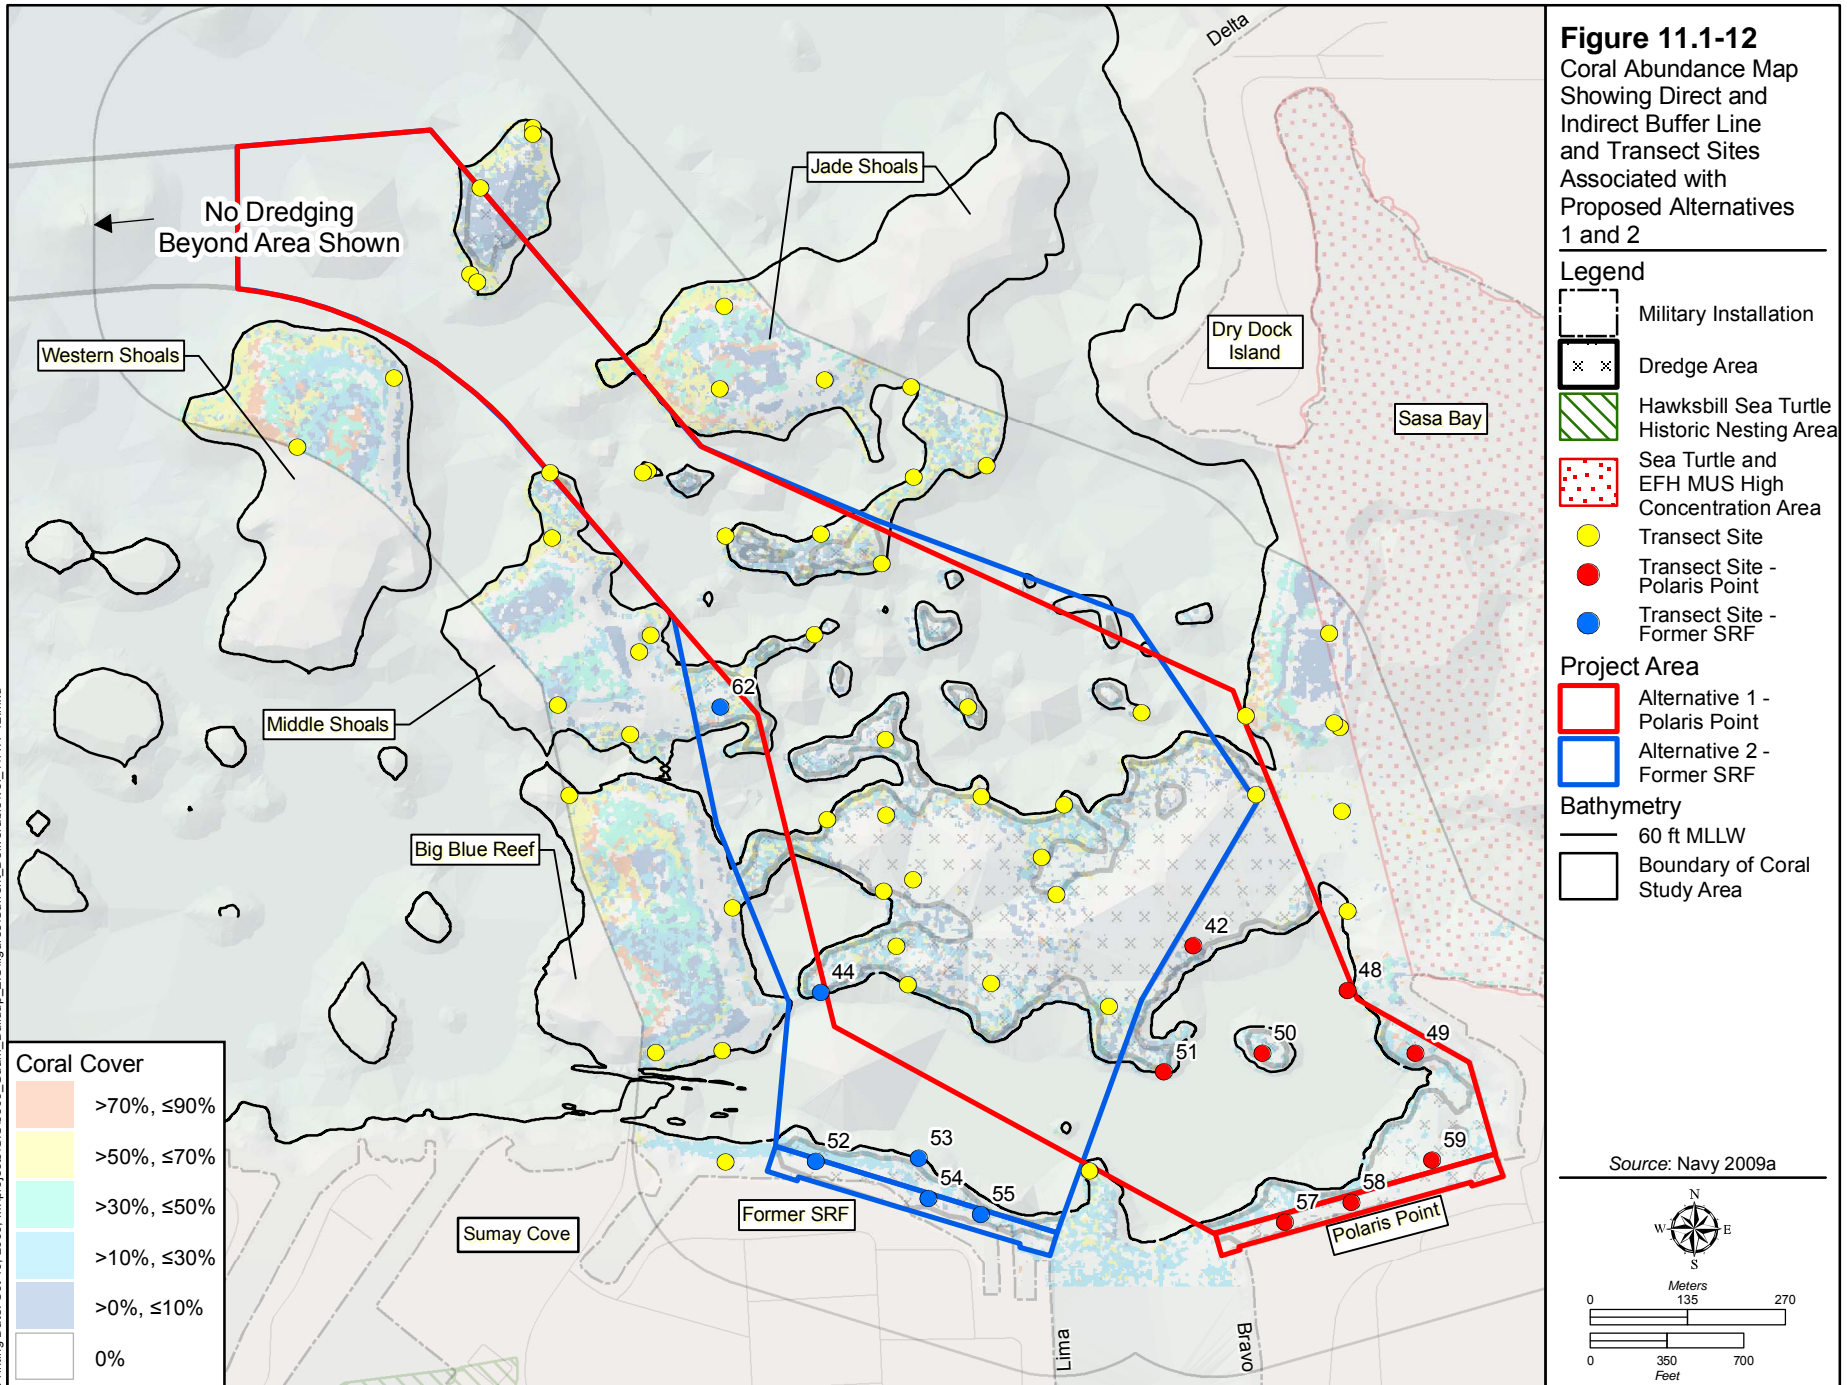 Delta
Jade Shoals
No Dredging
Beyond Area Shown
Western Shoals
Dry Dock
Island
Sasa Bay
62
Middle Shoals
Big Blue Reef
42
44
48
49
50
51
52
53
54
55
59
58
57
Former SRF
Sumay Cove
Polaris Point
Lima
Bravo
Coral Cover
>70%, ≤90%
>50%, ≤70%
>30%, ≤50%
>10%, ≤30%
>0%, ≤10%
0%
Figure 11.1-12
Coral Abundance Map
Showing Direct and
Indirect Buffer Line
and Transect Sites
Associated with
Proposed Alternatives
1 and 2
Legend
Military Installation
Dredge Area
Hawksbill Sea Turtle
Historic Nesting Area
Sea Turtle and
EFH MUS High
Concentration Area
Transect Site
Transect Site -
Polaris Point
Transect Site -
Former SRF
Project Area
Alternative 1 -
Polaris Point
Alternative 2 -
Former SRF
Bathymetry
60 ft MLLW
Boundary of Coral
Study Area
Source: Navy 2009a
N
W E
S
Meters
0 135 270
0 350 700
Feet